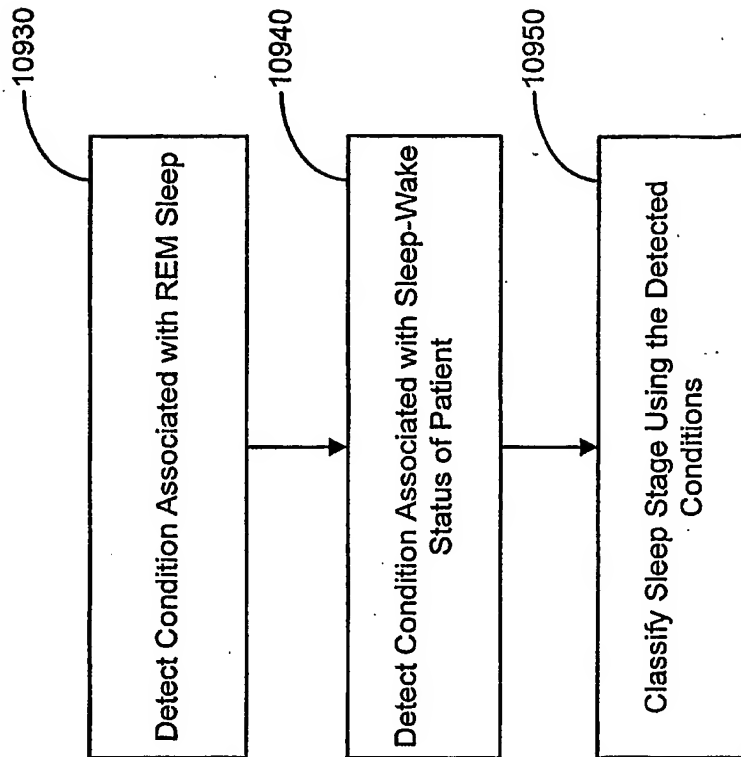 10930
Detect Condition Associated with REM Sleep
10940
Detect Condition Associated with Sleep-Wake
Status of Patient
10950
Classify Sleep Stage Using the Detected
Conditions